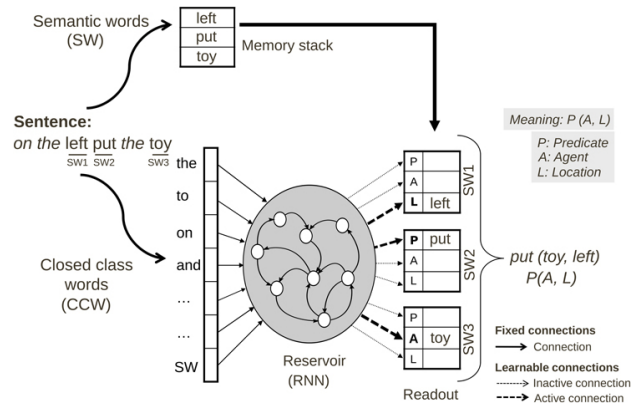 Semantic words
(SW)
left
put
toy
Memory stack
Sentence:
on the left put the toy
SW1 SW2 SW3
Closed class
words
(CCW)
the
to
on
and
...
...
SW
Reservoir
(RNN)
P
A
L left
SW1
P put
A
L
SW2
P
A toy
L
SW3
Readout
put (toy, left)
P(A, L)
Meaning: P (A, L)
P: Predicate
A: Agent
L: Location
Fixed connections
Connection
Learnable connections
Inactive connection
Active connection